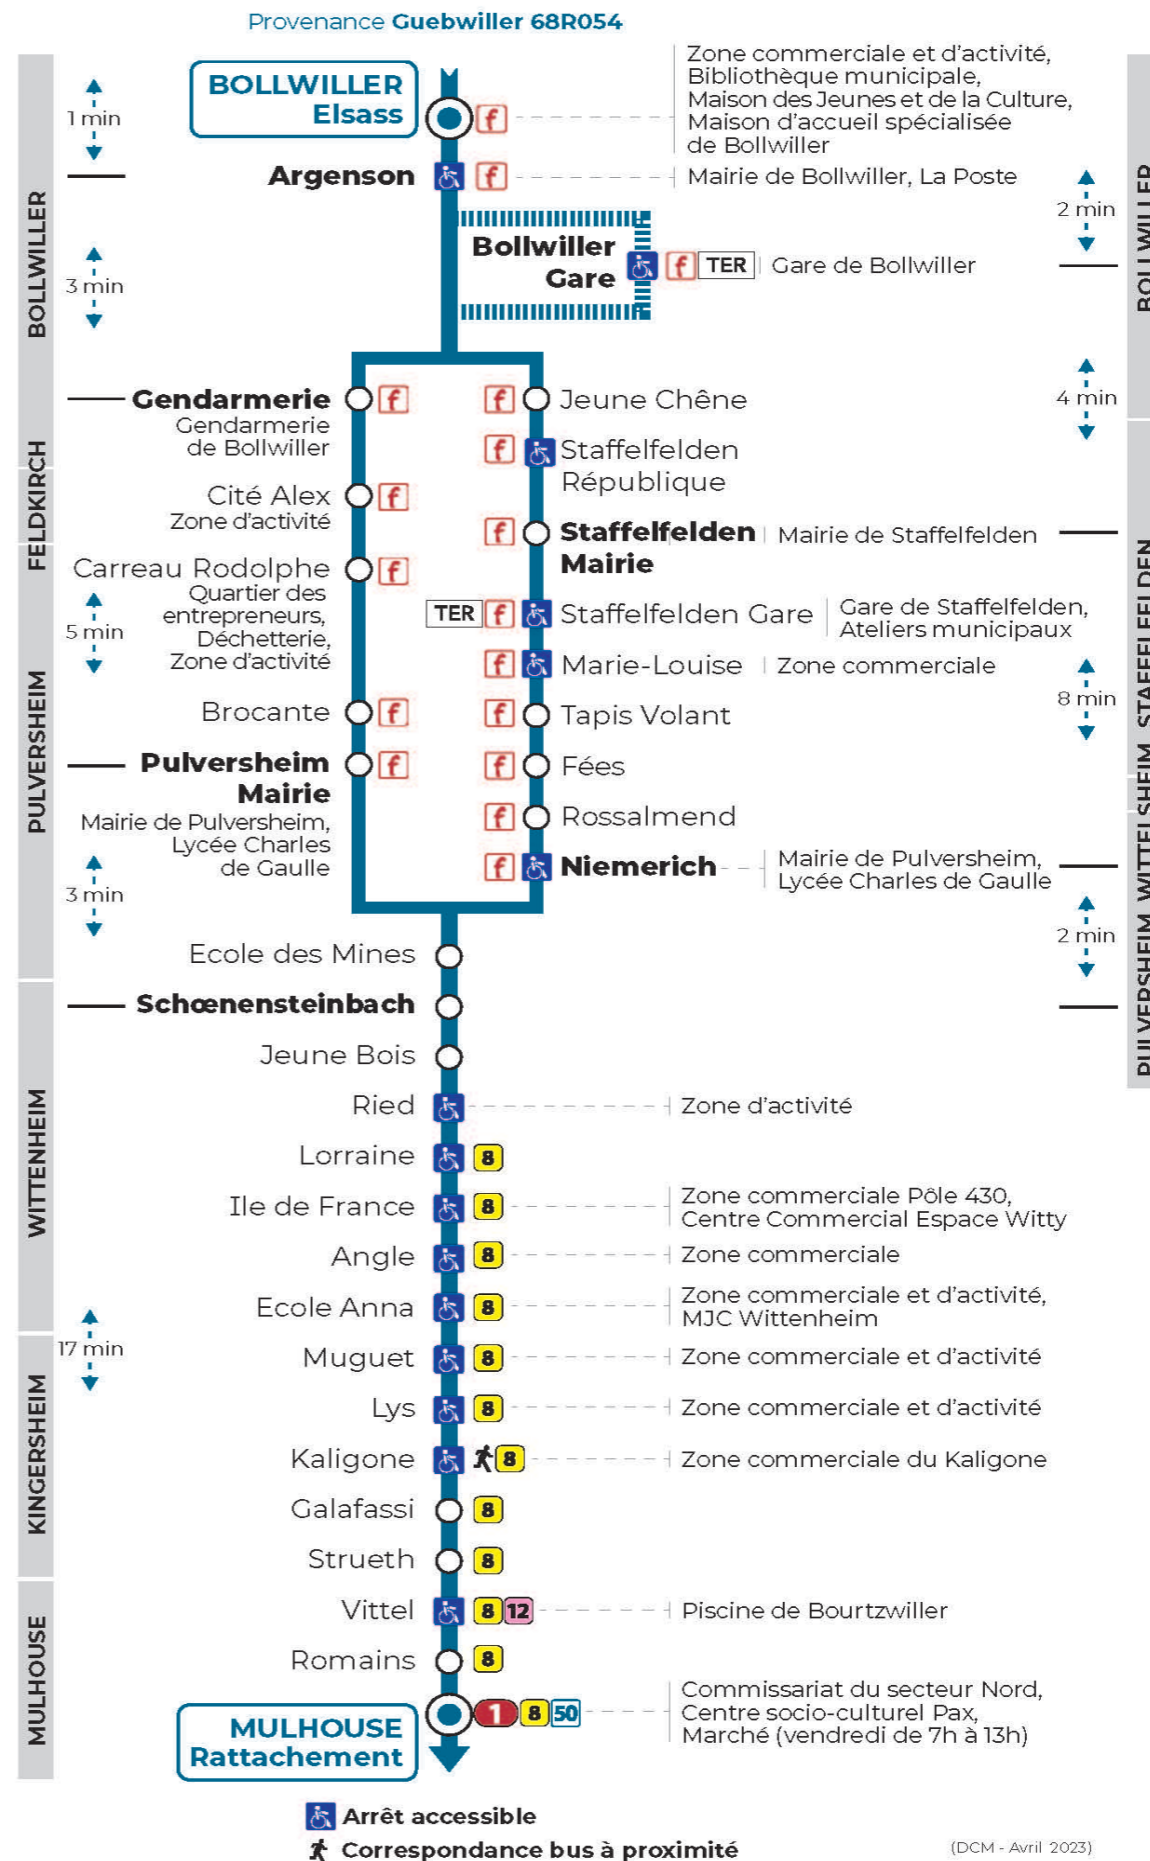 Provenance Guebwiller 68R054
BOLLWILLER
Elsass
f
Zone commerciale et d'activité,
Bibliothèque municipale,
Maison des Jeunes et de la Culture,
Maison d'accueil spécialisée
de Bollwiller
1 min
Argenson
f
Mairie de Bollwiller, La Poste
2 min
BOLLWILLER
BOLLWILLER
Bollwiller
Gare
f TER
Gare de Bollwiller
3 min
Gendarmerie
f
Gendarmerie
de Bollwiller
f
Jeune Chêne
4 min
f
Staffelfelden
République
FELDKIRCH
Cité Alex
f
Zone d'activité
f
Staffelfelden
Mairie
Mairie de Staffelfelden
Carreau Rodolphe
f
Quartier des
entrepreneurs,
Déchetterie,
Zone d'activité
5 min
TER f
Staffelfelden Gare
Gare de Staffelfelden,
Ateliers municipaux
STAFFELFELDEN
f
Marie-Louise
Zone commerciale
8 min
Brocante
f
f
Tapis Volant
PULVERSHEIM
Pulversheim
Mairie
f
Mairie de Pulversheim,
Lycée Charles
de Gaulle
f
Fées
f
Rossalmend
WITTELSHEIM
f
Niemerich
Mairie de Pulversheim,
Lycée Charles de Gaulle
3 min
2 min
PULVERSHEIM
Ecole des Mines
Schœnensteinbach
Jeune Bois
Ried
Zone d'activité
WITTENHEIM
Lorraine
8
Ile de France
8
Zone commerciale Pôle 430,
Centre Commercial Espace Witty
Angle
8
Zone commerciale
Ecole Anna
8
Zone commerciale et d'activité,
MJC Wittenheim
17 min
Muguet
8
Zone commerciale et d'activité
Lys
8
Zone commerciale et d'activité
KINGERSHEIM
Kaligone
8
Zone commerciale du Kaligone
Galafassi
8
Strueth
8
Vittel
8 12
Piscine de Bourtzwiller
MULHOUSE
Romains
8
MULHOUSE
Rattachement
1 8 50
Commissariat du secteur Nord,
Centre socio-culturel Pax,
Marché (vendredi de 7h à 13h)
Arrêt accessible
Correspondance bus à proximité
(DCM - Avril 2023)